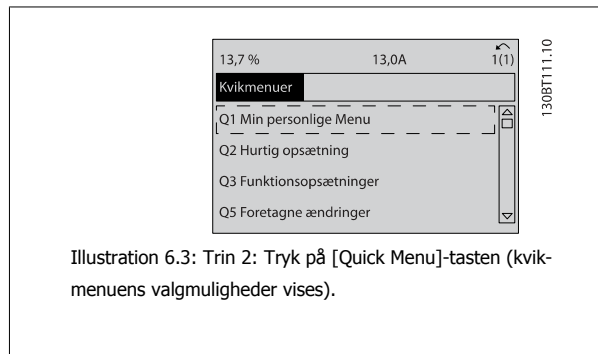 13,7 % 13,0A 1(1)
Kvikmenuer
Q1 Min personlige Menu
Q2 Hurtig opsætning
Q3 Funktionsopsætninger
Q5 Foretagne ændringer
130BT111.10
Illustration 6.3: Trin 2: Tryk på [Quick Menu]-tasten (kvik-
menuens valgmuligheder vises).